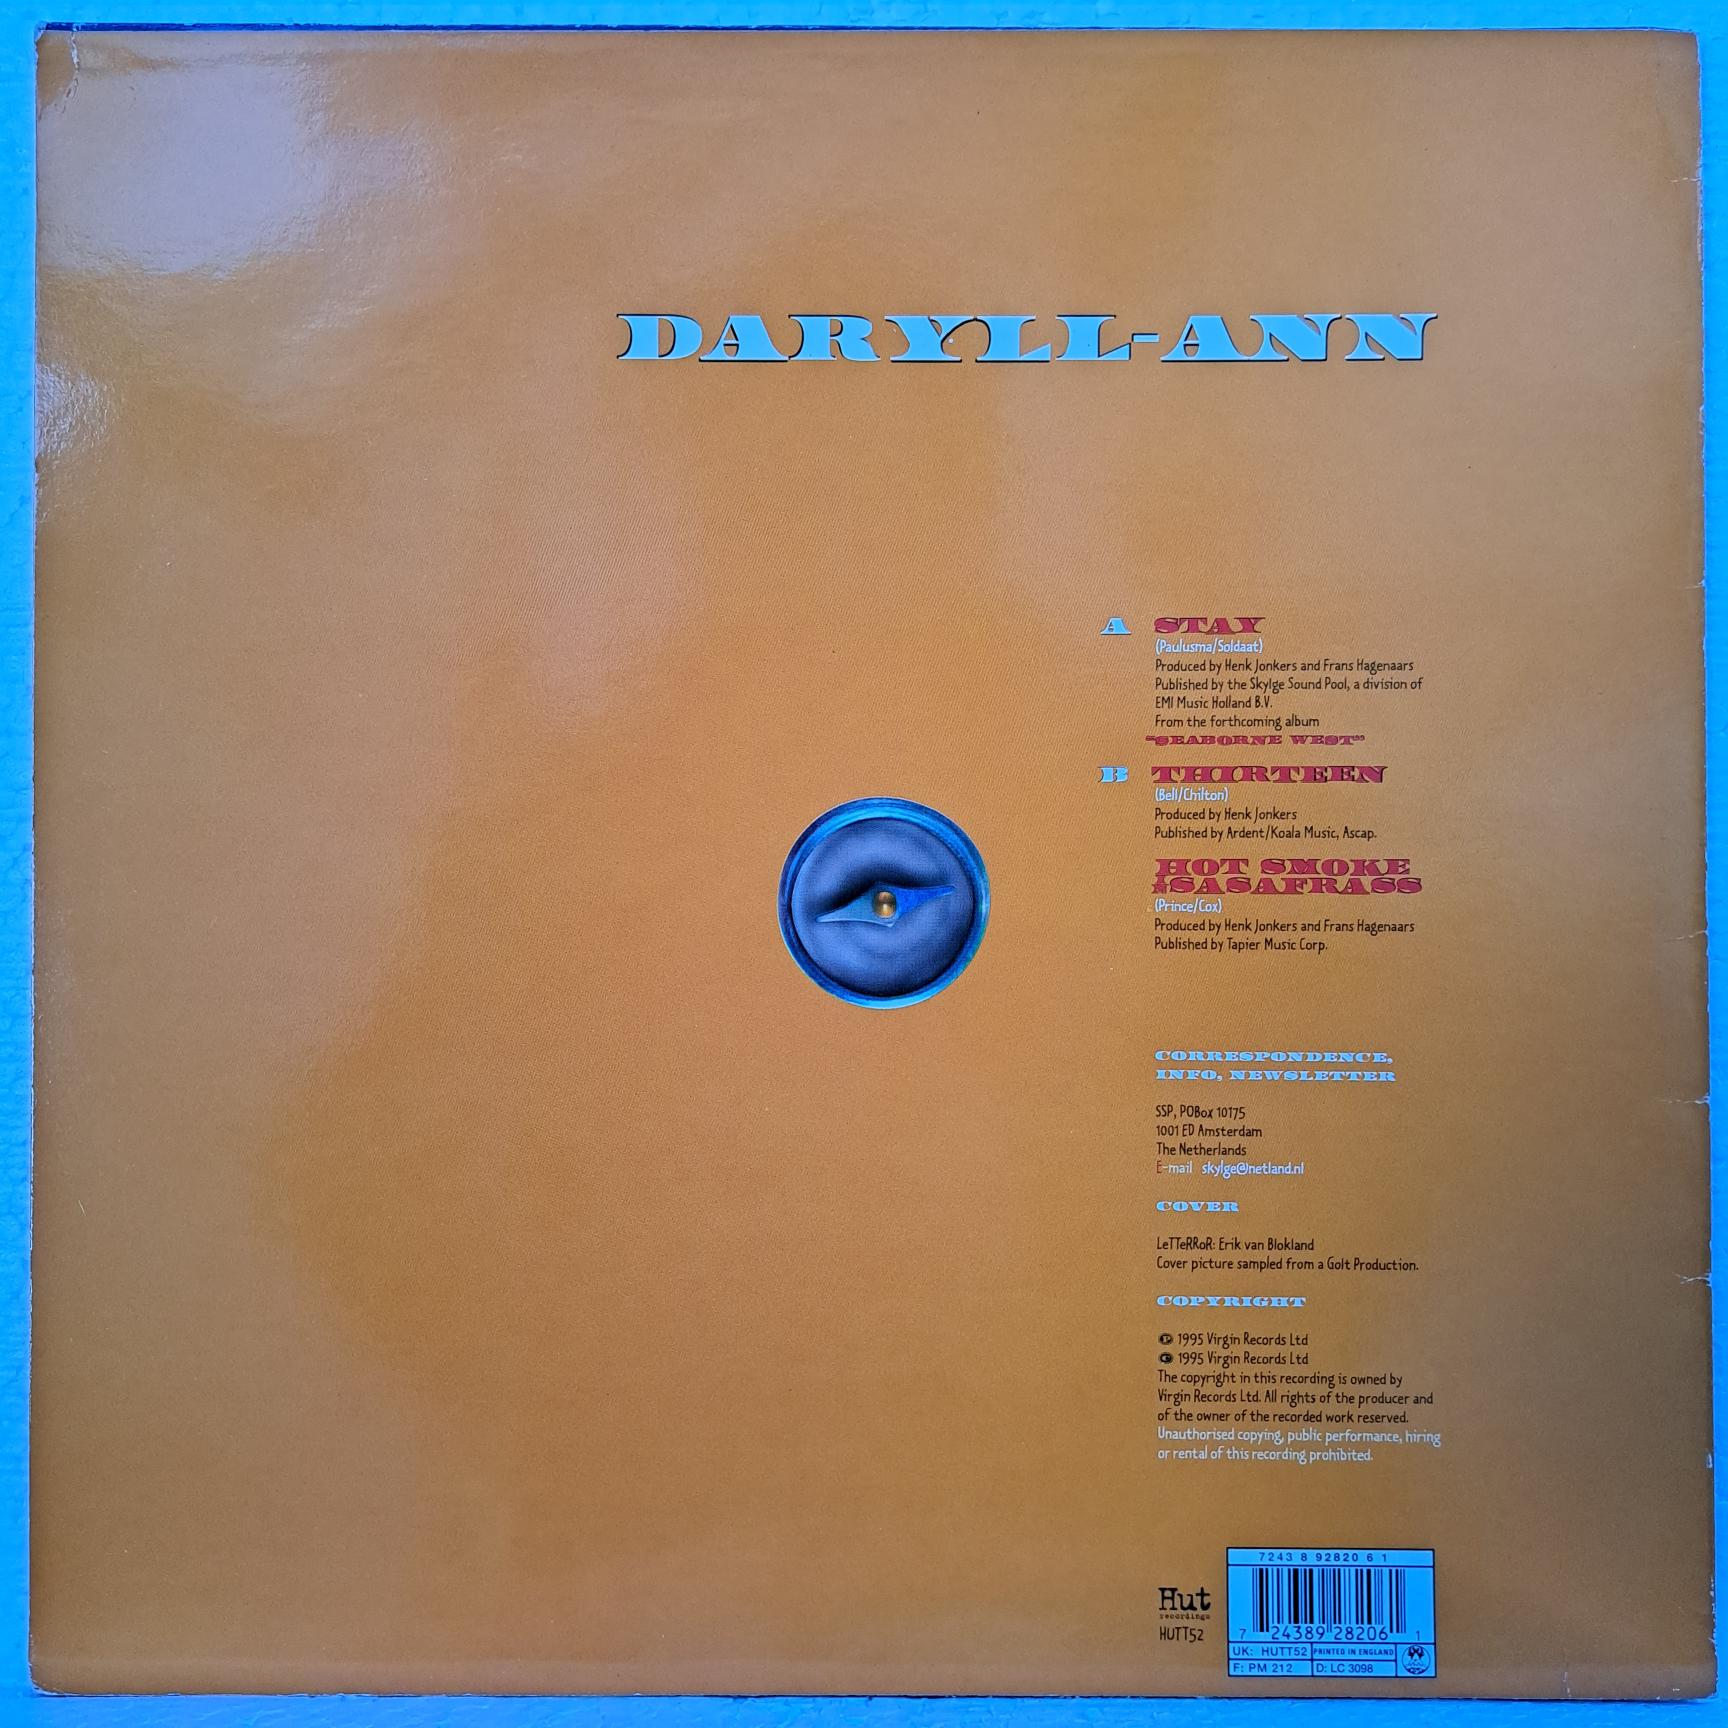 DARYLL-ANN
A STAY
(Paulusma/Soldaat)
Produced by Henk Jonkers and Frans Hagenaars
Published by the Skylge Sound Pool, a division of
EMI Music Holland B.V.
From the forthcoming album
"SEABORNE WEST"
B THIRTEEN
(Bell/Chilton)
Produced by Henk Jonkers
Published by Ardent/Koala Music, Ascap.
HOT SMOKE
IN SASAFRASS
(Prince/Cox)
Produced by Henk Jonkers and Frans Hagenaars
Published by Tapier Music Corp.
CORRESPONDENCE,
INFO, NEWSLETTER
SSP, POBox 10175
1001 ED Amsterdam
The Netherlands
E-mail skylge@netland.nl
COVER
LeTTeRRoR: Erik van Blokland
Cover picture sampled from a Golt Production.
COPYRIGHT
℗ 1995 Virgin Records Ltd
© 1995 Virgin Records Ltd
The copyright in this recording is owned by
Virgin Records Ltd. All rights of the producer and
of the owner of the recorded work reserved.
Unauthorised copying, public performance, hiring
or rental of this recording prohibited.
Hut
recordings
HUTT52
7243 8 92820 6 1
7 24389 28206 1
UK: HUTT52 PRINTED IN ENGLAND
F: PM 212 D: LC 3098